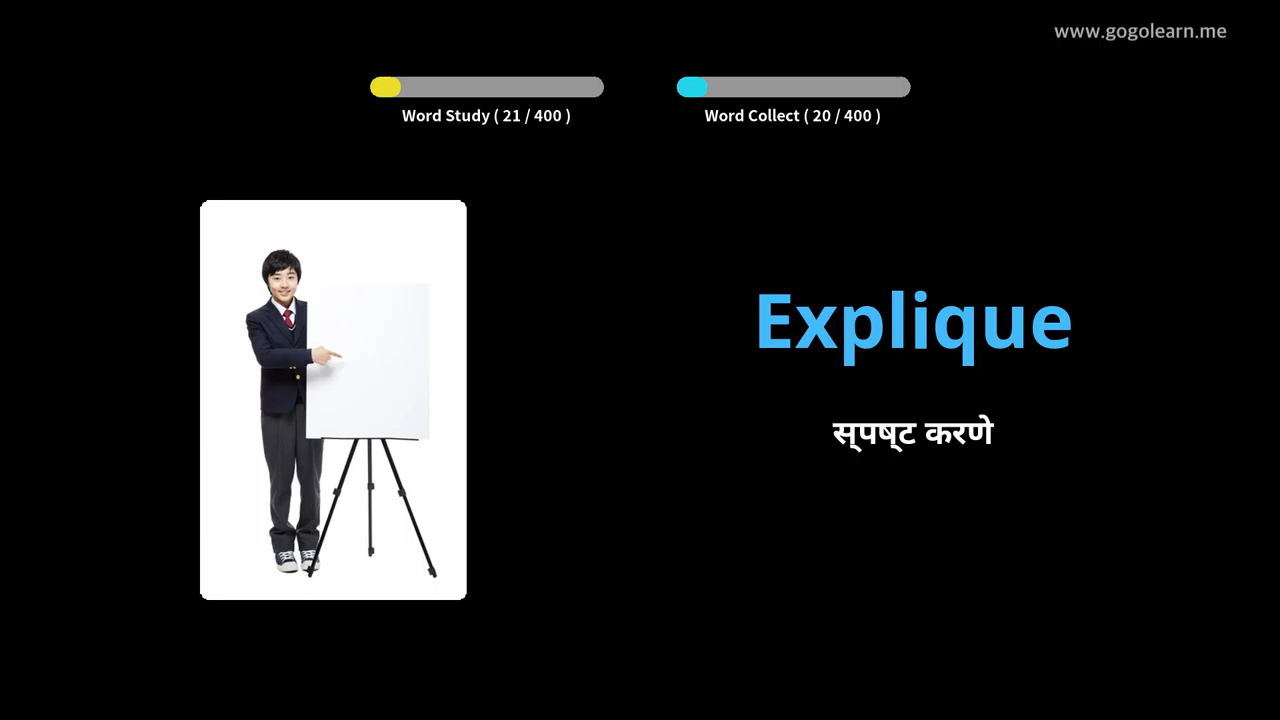 www.gogolearn.me
Word Study ( 21 / 400 )
Word Collect ( 20 / 400 )
Explique
स्पष्ट करणे